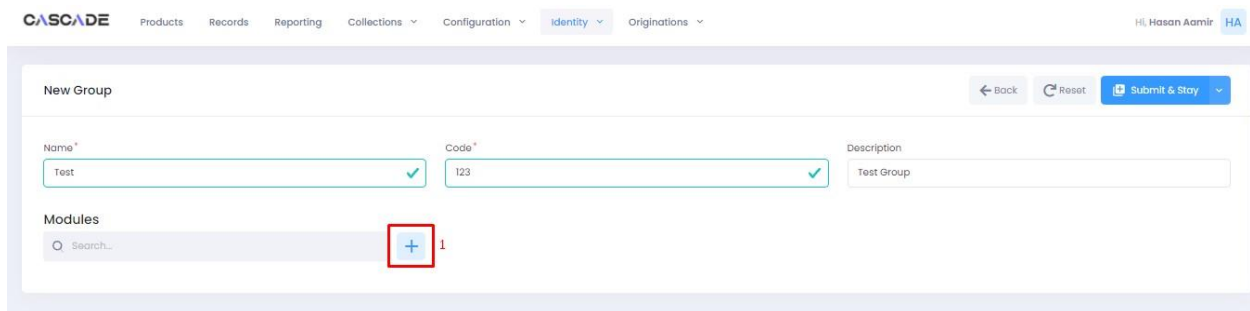 CASCADE Products Records Reporting Collections Configuration Identity Originations Hi, Hasan Aamir HA
New Group Back Reset Submit & Stay
Name* Code* Description
Test 123 Test Group
Modules
Search... 1